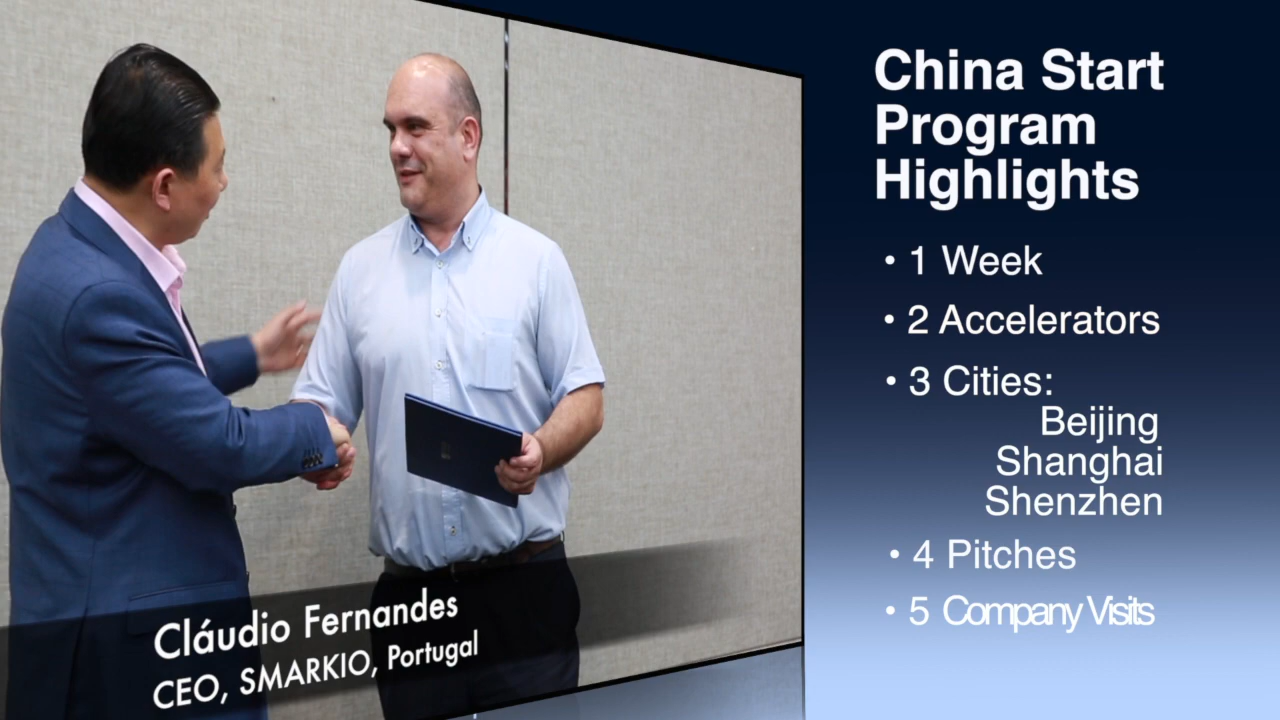 China Start
Program
Highlights
• 1 Week
• 2 Accelerators
• 3 Cities:
Beijing
Shanghai
Shenzhen
• 4 Pitches
• 5 Company Visits
Cláudio Fernandes
CEO, SMARKIO, Portugal